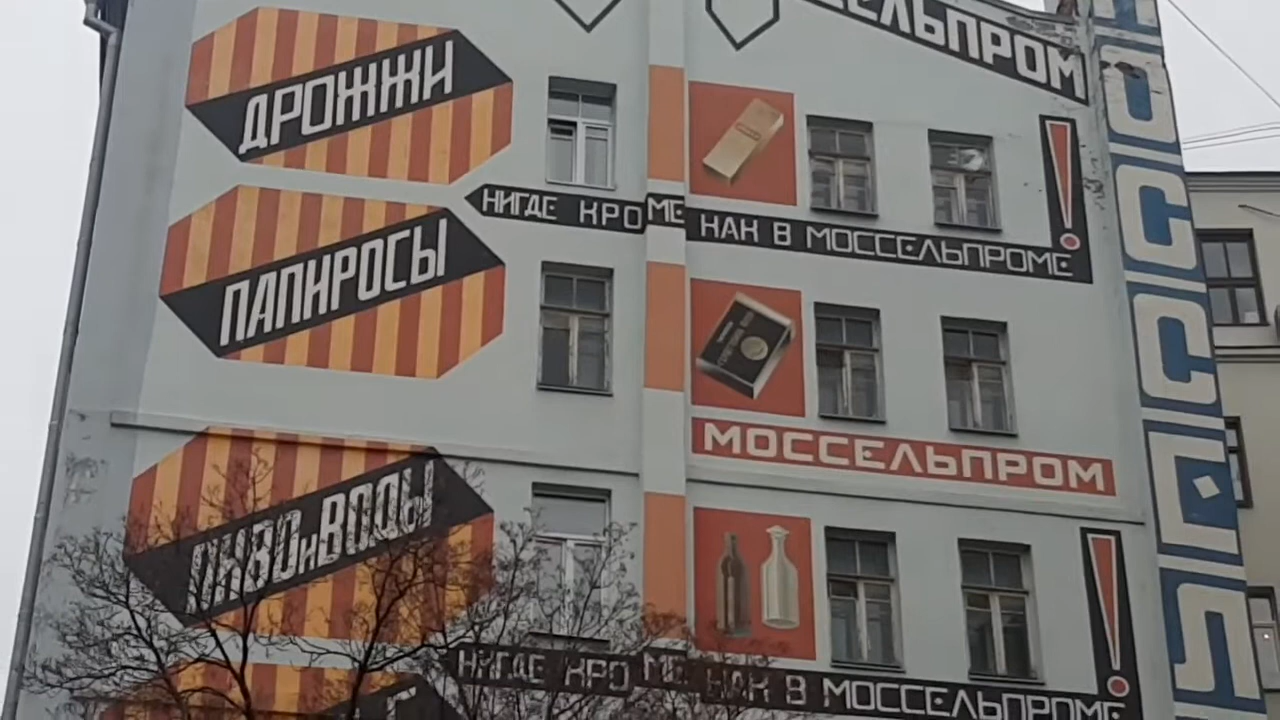 ДРОЖЖИ
ПАПИРОСЫ
ПИВО и ВОДЫ
МОССЕЛЬПРОМ
НИГДЕ КРОМЕ КАК В МОССЕЛЬПРОМЕ!
МОССЕЛЬПРОМ
НИГДЕ КРОМЕ КАК В МОССЕЛЬПРОМЕ!